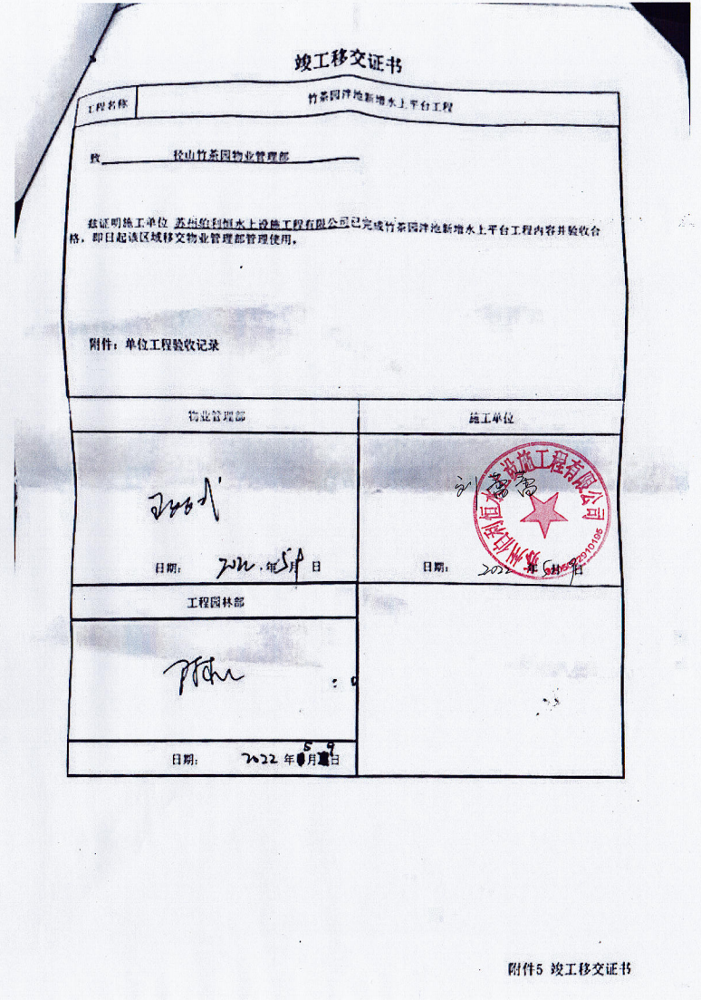 竣工移交证书
工程名称
竹茶园泮池新增水上平台工程
致 径山竹茶园物业管理部
兹证明施工单位 苏州伯利恒水上设施工程有限公司已完成竹茶园泮池新增水上平台工程内容并验收合
格，即日起该区域移交物业管理部管理使用。
附件：单位工程验收记录
物业管理部
施工单位
刘
苏州伯利恒水上设施工程有限公司
日期： 2022 年5月9日
日期： 2022 年5月9日
工程园林部
日期： 2022 年5月9日
附件5 竣工移交证书